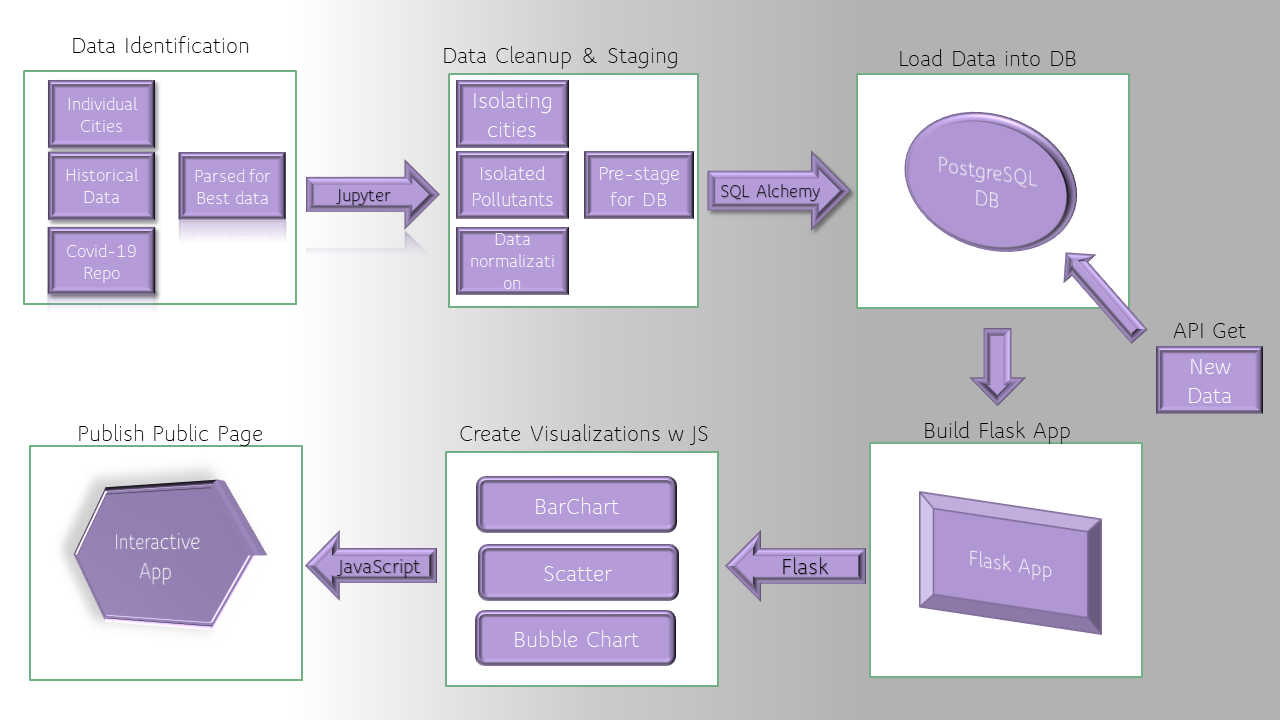 Data Identification
Individual
Cities
Historical
Data
Covid-19
Repo
Parsed for
Best data
Jupyter
Data Cleanup & Staging
Isolating
cities
Isolated
Pollutants
Data
normalizati
on
Pre-stage
for DB
SQL Alchemy
Load Data into DB
PostgreSQL
DB
API Get
New
Data
Build Flask App
Flask App
Flask
Create Visualizations w JS
BarChart
Scatter
Bubble Chart
JavaScript
Publish Public Page
Interactive
App